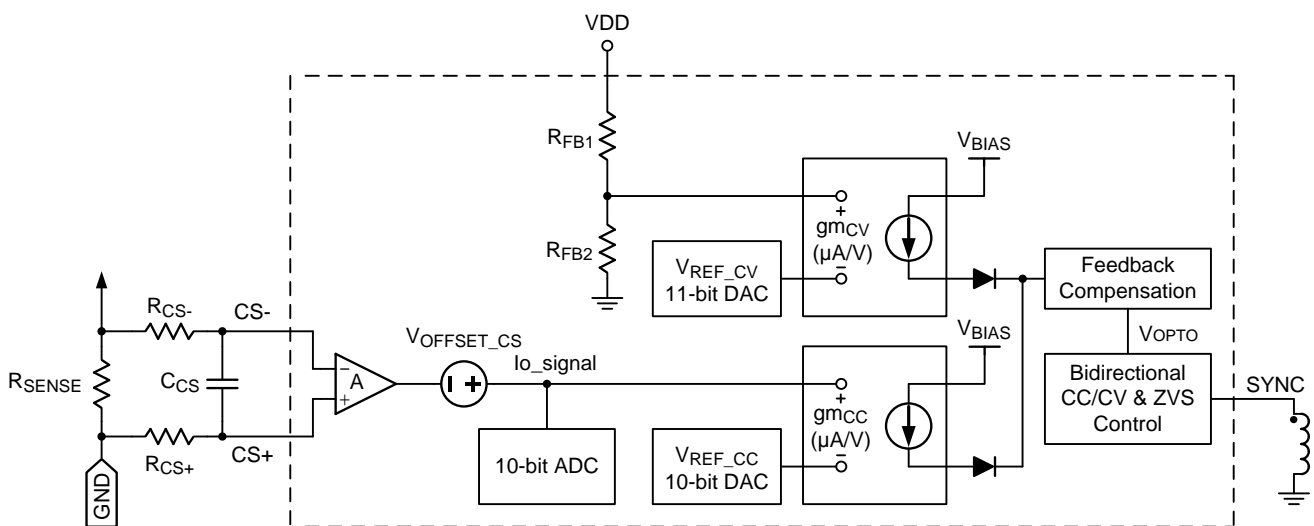 VDD
RFB1
RFB2
VBIAS
+
gmCV
(µA/V)
−
VREF_CV
11-bit DAC
Feedback
Compensation
VOPTO
Bidirectional
CC/CV & ZVS
Control
SYNC
RCS-
CS-
RSENSE
CCS
RCS+
CS+
GND
−
A
+
VOFFSET_CS
− +
Io_signal
10-bit ADC
VBIAS
+
gmCC
(µA/V)
−
VREF_CC
10-bit DAC